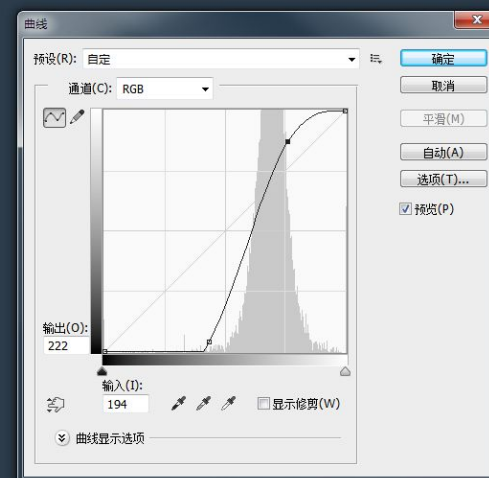 曲线
预设(R): 自定
确定
通道(C): RGB
取消
平滑(M)
自动(A)
选项(T)...
预览(P)
输出(O):
222
输入(I):
194
显示修剪(W)
曲线显示选项